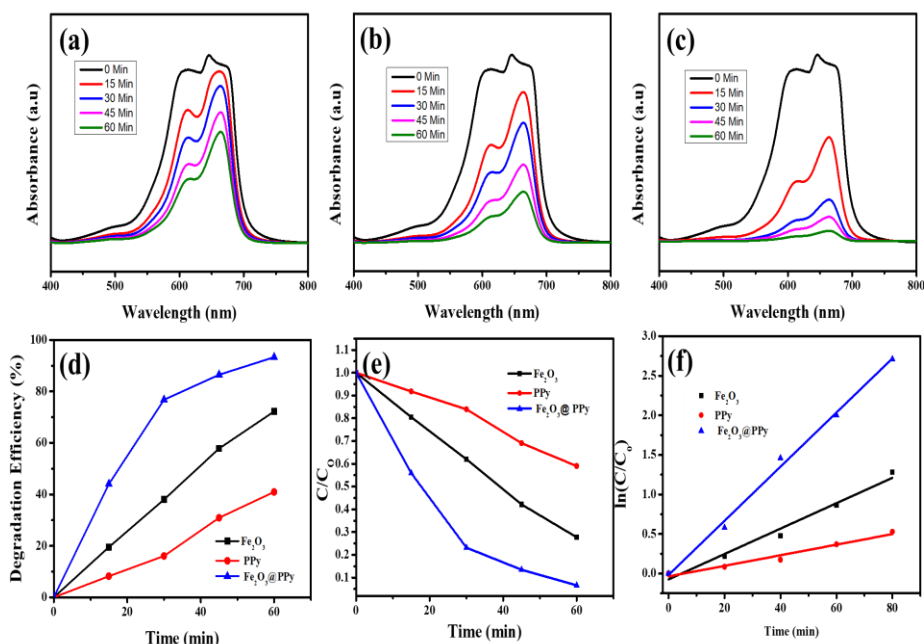 (a)
0 Min
15 Min
30 Min
45 Min
60 Min
Absorbance (a.u)
400 500 600 700 800
Wavelength (nm)
(b)
0 Min
15 Min
30 Min
45 Min
60 Min
Absorbance (a.u)
400 500 600 700 800
Wavelength (nm)
(c)
0 Min
15 Min
30 Min
45 Min
60 Min
Absorbance (a.u)
400 500 600 700 800
Wavelength (nm)
(d)
Degradation Efficiency (%)
100
80
60
40
20
0
Fe₂O₃
PPy
Fe₂O₃@PPy
0 20 40 60
Time (min)
(e)
C/C₀
1.1
1.0
0.9
0.8
0.7
0.6
0.5
0.4
0.3
0.2
0.1
Fe₂O₃
PPy
Fe₂O₃@ PPy
0 20 40 60
Time (min)
(f)
ln(C/C₀)
3.0
2.5
2.0
1.5
1.0
0.5
0.0
Fe₂O₃
PPy
Fe₂O₃@PPy
0 20 40 60 80
Time (min)